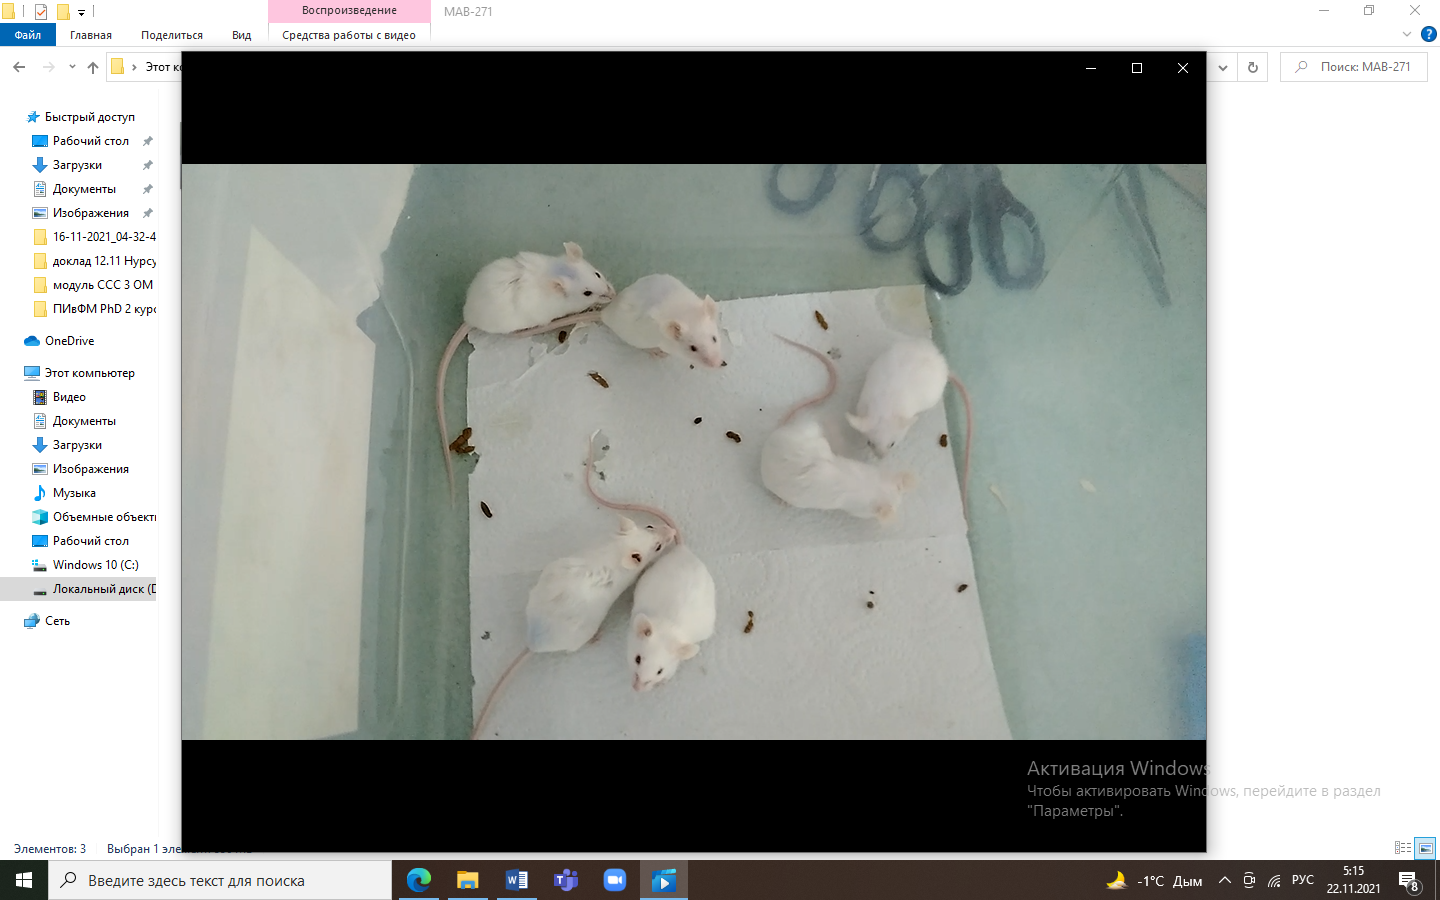 Воспроизведение
MAB-271
Файл
Главная
Поделиться
Вид
Средства работы с видео
Этот
Поиск: MAB-271
Быстрый доступ
Рабочий стол
Загрузки
Документы
Изображения
16-11-2021_04-32-4
доклад 12.11 Нурсу
модуль ССС 3 ОМ
ПИвФМ PhD 2 курс
OneDrive
Этот компьютер
Видео
Документы
Загрузки
Изображения
Музыка
Объемные объекты
Рабочий стол
Windows 10 (C:)
Локальный диск (D
Сеть
Активация Windows
Чтобы активировать Windows, перейдите в раздел
"Параметры".
Элементов: 3
Выбран 1
Введите здесь текст для поиска
-1°C Дым
РУС
5:15
22.11.2021
8